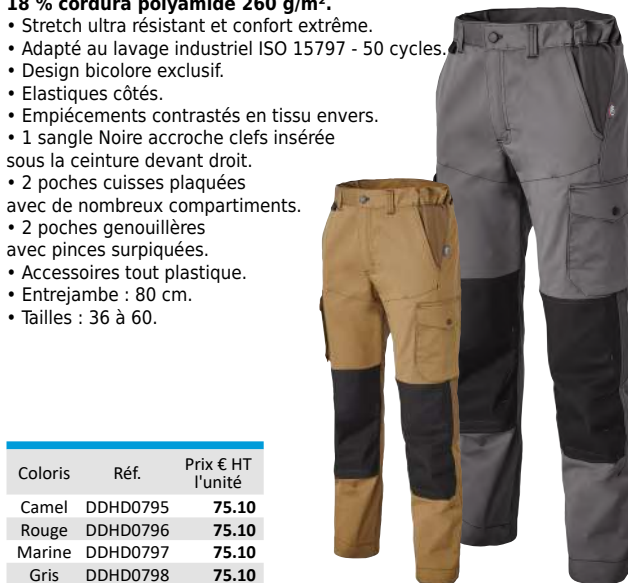 18 % cordura polyamide 260 g/m².
• Stretch ultra résistant et confort extrême.
• Adapté au lavage industriel ISO 15797 - 50 cycles.
• Design bicolore exclusif.
• Elastiques côtés.
• Empiécements contrastés en tissu envers.
• 1 sangle Noire accroche clefs insérée
sous la ceinture devant droit.
• 2 poches cuisses plaquées
avec de nombreux compartiments.
• 2 poches genouillères
avec pinces surpiquées.
• Accessoires tout plastique.
• Entrejambe : 80 cm.
• Tailles : 36 à 60.
Coloris Réf. Prix € HT
l'unité
Camel DDHD0795 75.10
Rouge DDHD0796 75.10
Marine DDHD0797 75.10
Gris DDHD0798 75.10